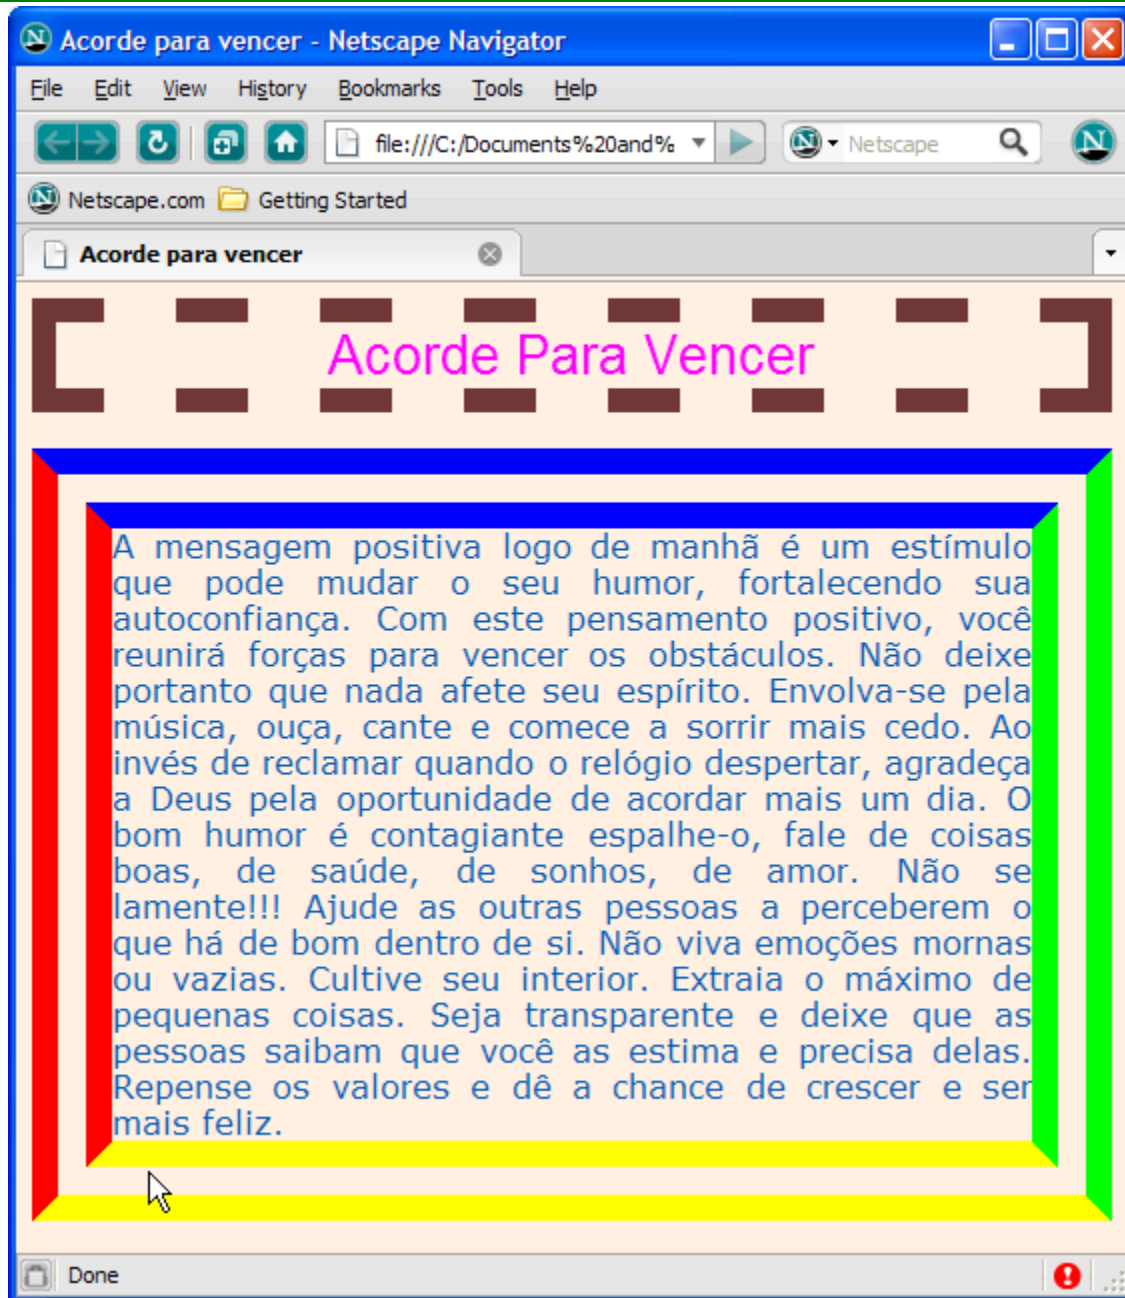 Acorde para vencer - Netscape Navigator
File Edit View History Bookmarks Tools Help
file:///C:/Documents%20and% Netscape
Netscape.com Getting Started
Acorde para vencer
Acorde Para Vencer
A mensagem positiva logo de manhã é um estímulo
que pode mudar o seu humor, fortalecendo sua
autoconfiança. Com este pensamento positivo, você
reunirá forças para vencer os obstáculos. Não deixe
portanto que nada afete seu espírito. Envolva-se pela
música, ouça, cante e comece a sorrir mais cedo. Ao
invés de reclamar quando o relógio despertar, agradeça
a Deus pela oportunidade de acordar mais um dia. O
bom humor é contagiante espalhe-o, fale de coisas
boas, de saúde, de sonhos, de amor. Não se
lamente!!! Ajude as outras pessoas a perceberem o
que há de bom dentro de si. Não viva emoções mornas
ou vazias. Cultive seu interior. Extraia o máximo de
pequenas coisas. Seja transparente e deixe que as
pessoas saibam que você as estima e precisa delas.
Repense os valores e dê a chance de crescer e ser
mais feliz.
Done